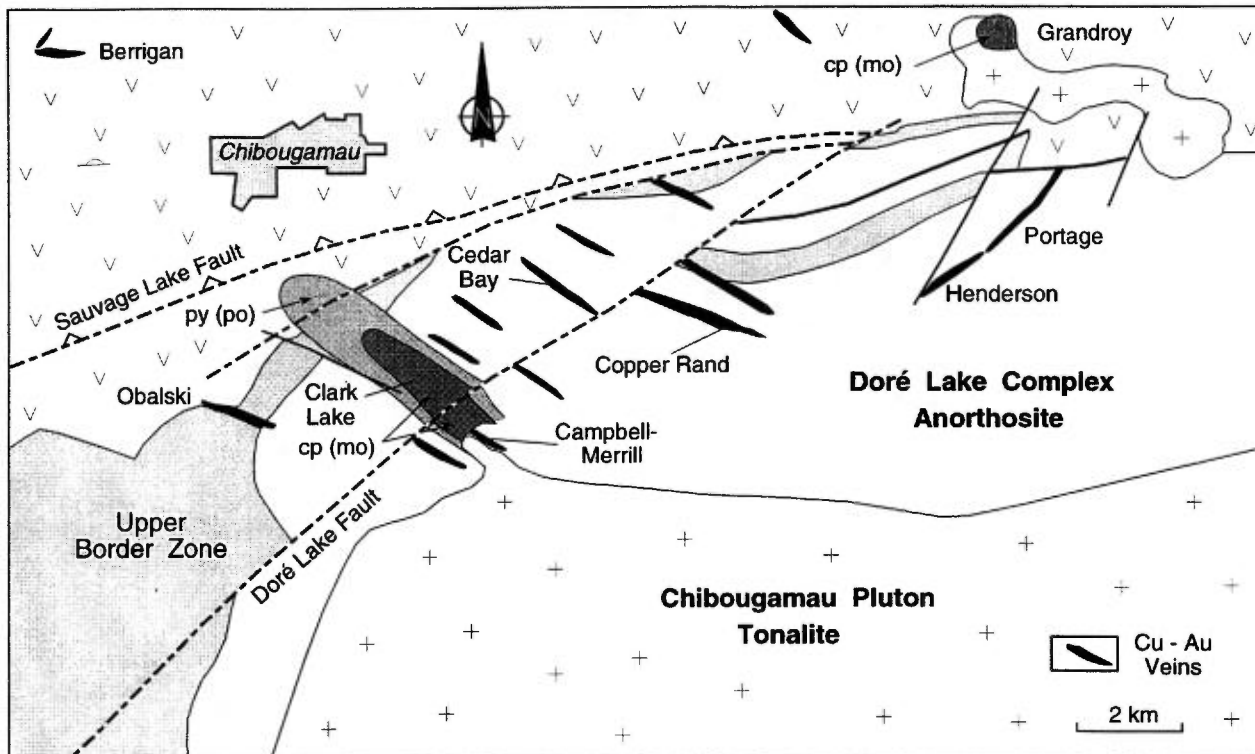 Berrigan
Grandroy
cp (mo)
N
Chibougamau
Sauvage Lake Fault
Cedar
Bay
Portage
Henderson
py (po)
Copper Rand
Obalski
Clark
Lake
cp (mo)
Doré Lake Complex
Anorthosite
Campbell-
Merrill
Upper
Border Zone
Doré Lake Fault
Chibougamau Pluton
Tonalite
Cu - Au
Veins
2 km